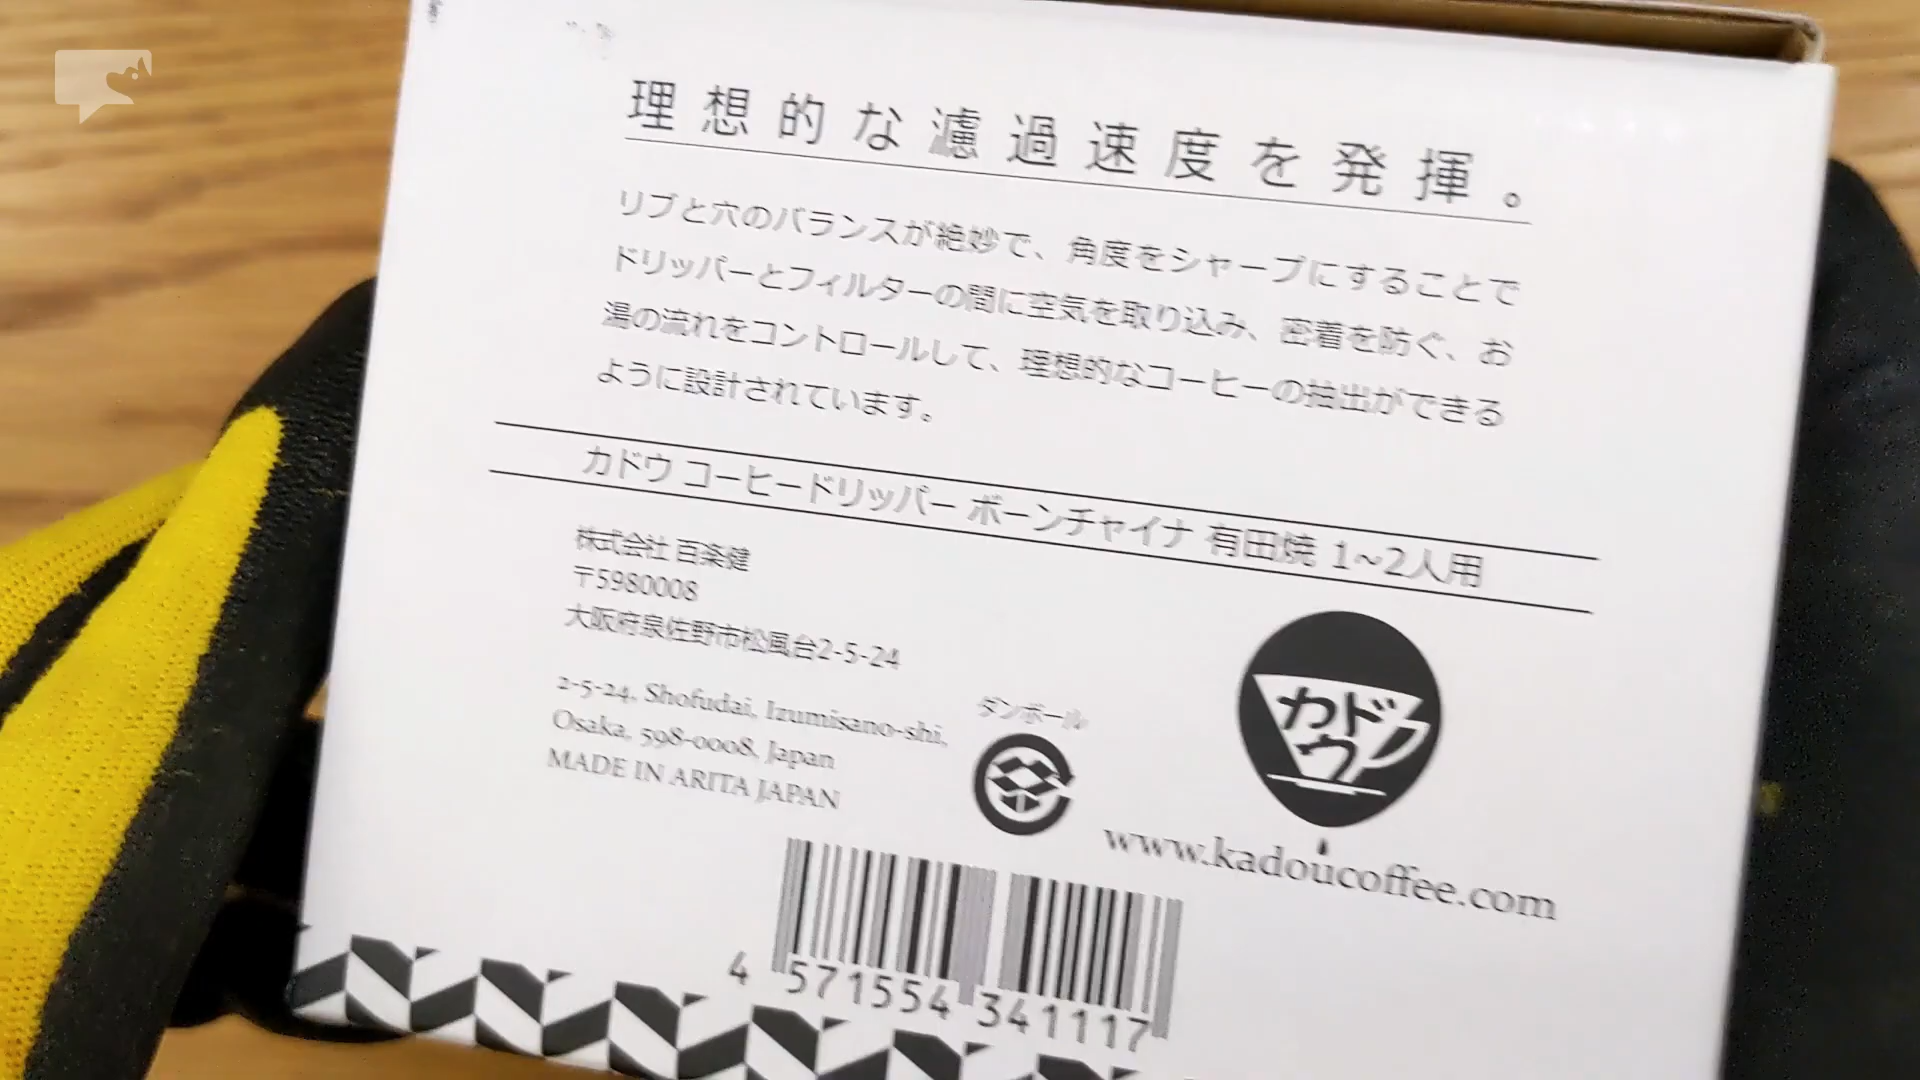 理想的な濾過速度を発揮。
リブと穴のバランスが絶妙で、角度をシャープにすることで
ドリッパーとフィルターの間に空気を取り込み、密着を防ぐ、お
湯の流れをコントロールして、理想的なコーヒーの抽出ができる
ように設計されています。
カドウ コーヒードリッパー ボーンチャイナ 有田焼 1~2人用
株式会社 百楽健
〒5980008
大阪府泉佐野市松風台2-5-24
2-5-24, Shofudai, Izumisano-shi,
Osaka, 598-0008, Japan
MADE IN ARITA JAPAN
ダンボール
カドウ
www.kadoucoffee.com
4 571554 341117